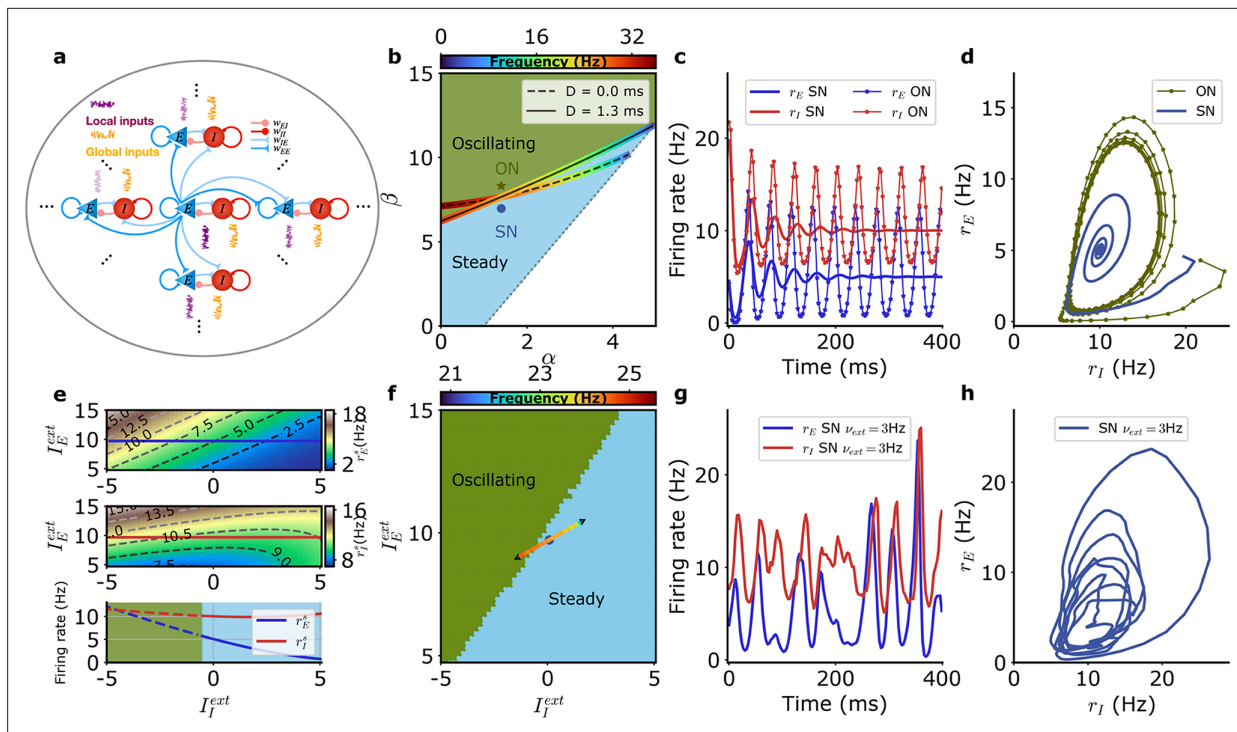 a
Local inputs
Global inputs
w_EI
w_II
w_IE
w_EE
E I
E I E I E I
E I
b
0 16 32
Frequency (Hz)
D = 0.0 ms
D = 1.3 ms
Oscillating
ON
SN
Steady
15
10
5
0
β
0 2 4
α
c
r_E SN r_E ON
r_I SN r_I ON
20
10
0
Firing rate (Hz)
0 200 400
Time (ms)
d
ON
SN
15
10
5
0
r_E (Hz)
0 10 20
r_I (Hz)
e
15
10
5
I_E^ext
15.0
12.5
10.0
7.5
5.0
2.5
18
2
r_E^s(Hz)
-5 0 5
15
10
5
I_E^ext
13.5
10.5
9.0
7.5
16
8
r_I^s(Hz)
-5 0 5
10
5
0
Firing rate (Hz)
r_E^s
r_I^s
-5 0 5
I_I^ext
f
21 23 25
Frequency (Hz)
15
10
5
I_E^ext
Oscillating
Steady
-5 0 5
I_I^ext
g
r_E SN ν_ext = 3Hz
r_I SN ν_ext = 3Hz
20
10
0
Firing rate (Hz)
0 200 400
Time (ms)
h
SN ν_ext = 3Hz
20
10
0
r_E (Hz)
0 10 20
r_I (Hz)